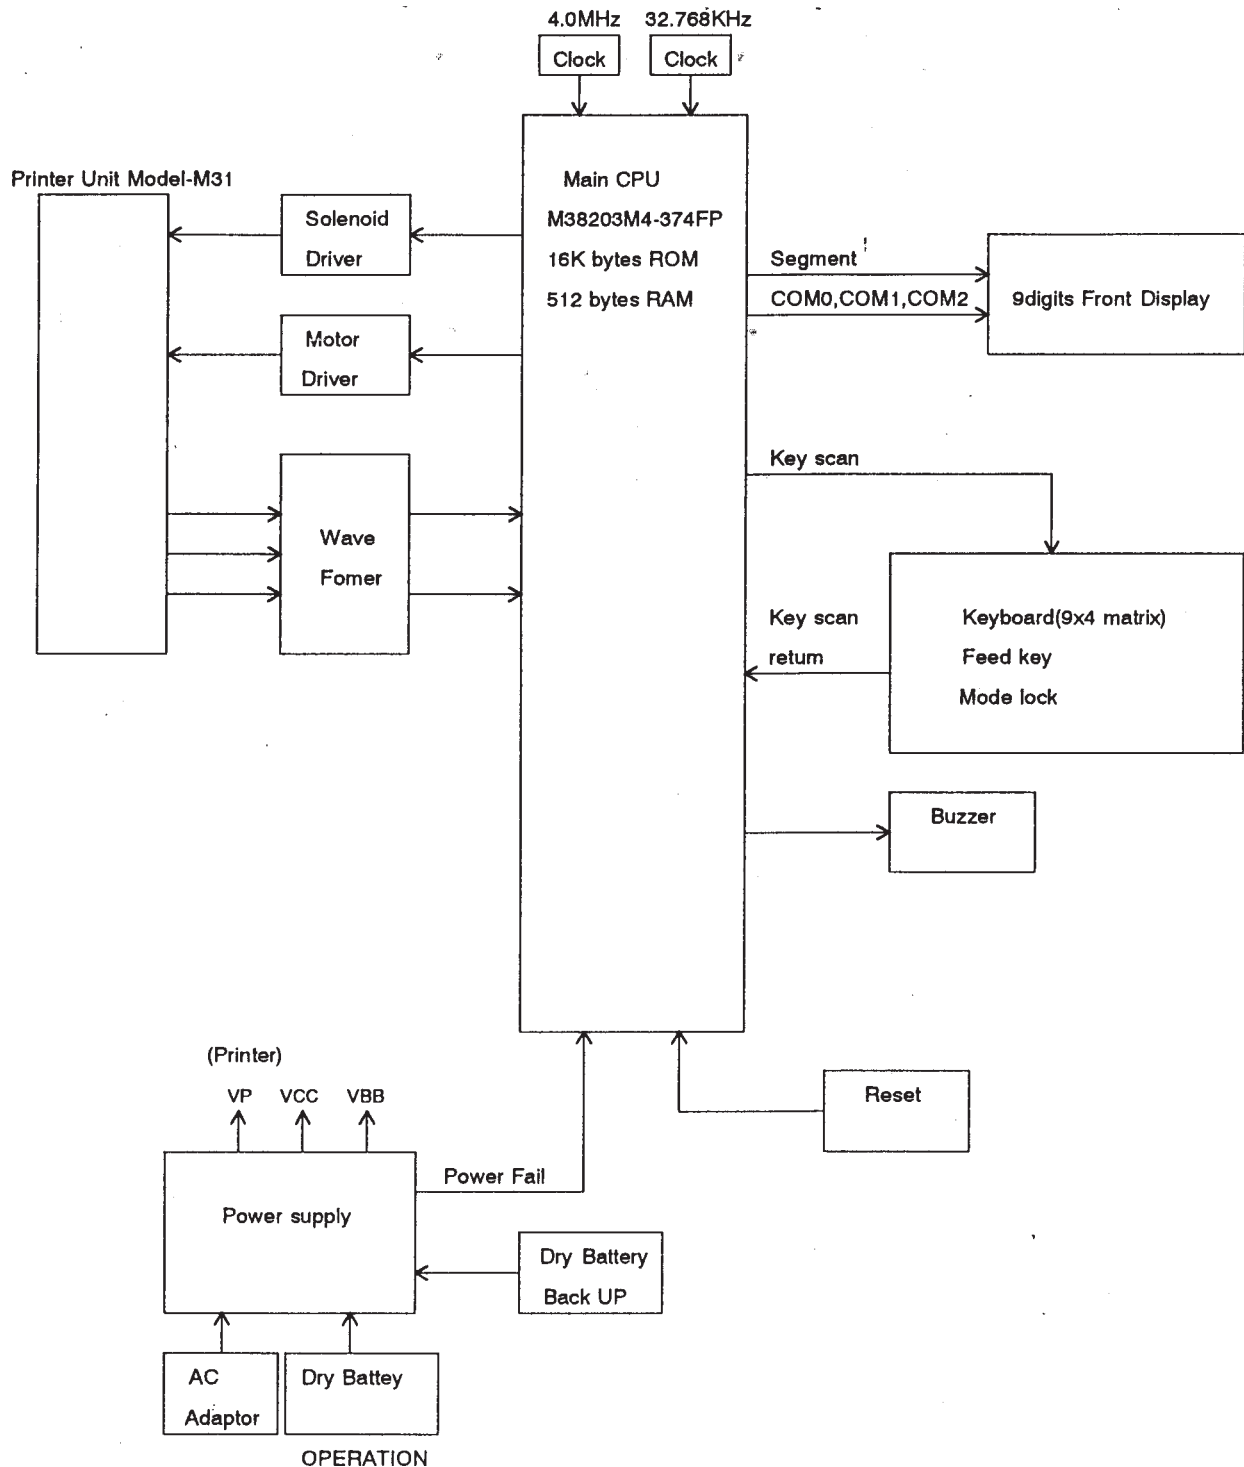 4.0MHz
32.768KHz
Clock
Clock
Printer Unit Model-M31
Solenoid
Driver
Motor
Driver
Wave
Fomer
Main CPU
M38203M4-374FP
16K bytes ROM
512 bytes RAM
Segment
COM0,COM1,COM2
9digits Front Display
Key scan
Key scan
return
Keyboard(9x4 matrix)
Feed key
Mode lock
Buzzer
Reset
(Printer)
VP
VCC
VBB
Power Fail
Power supply
Dry Battery
Back UP
AC
Adaptor
Dry Battey
OPERATION